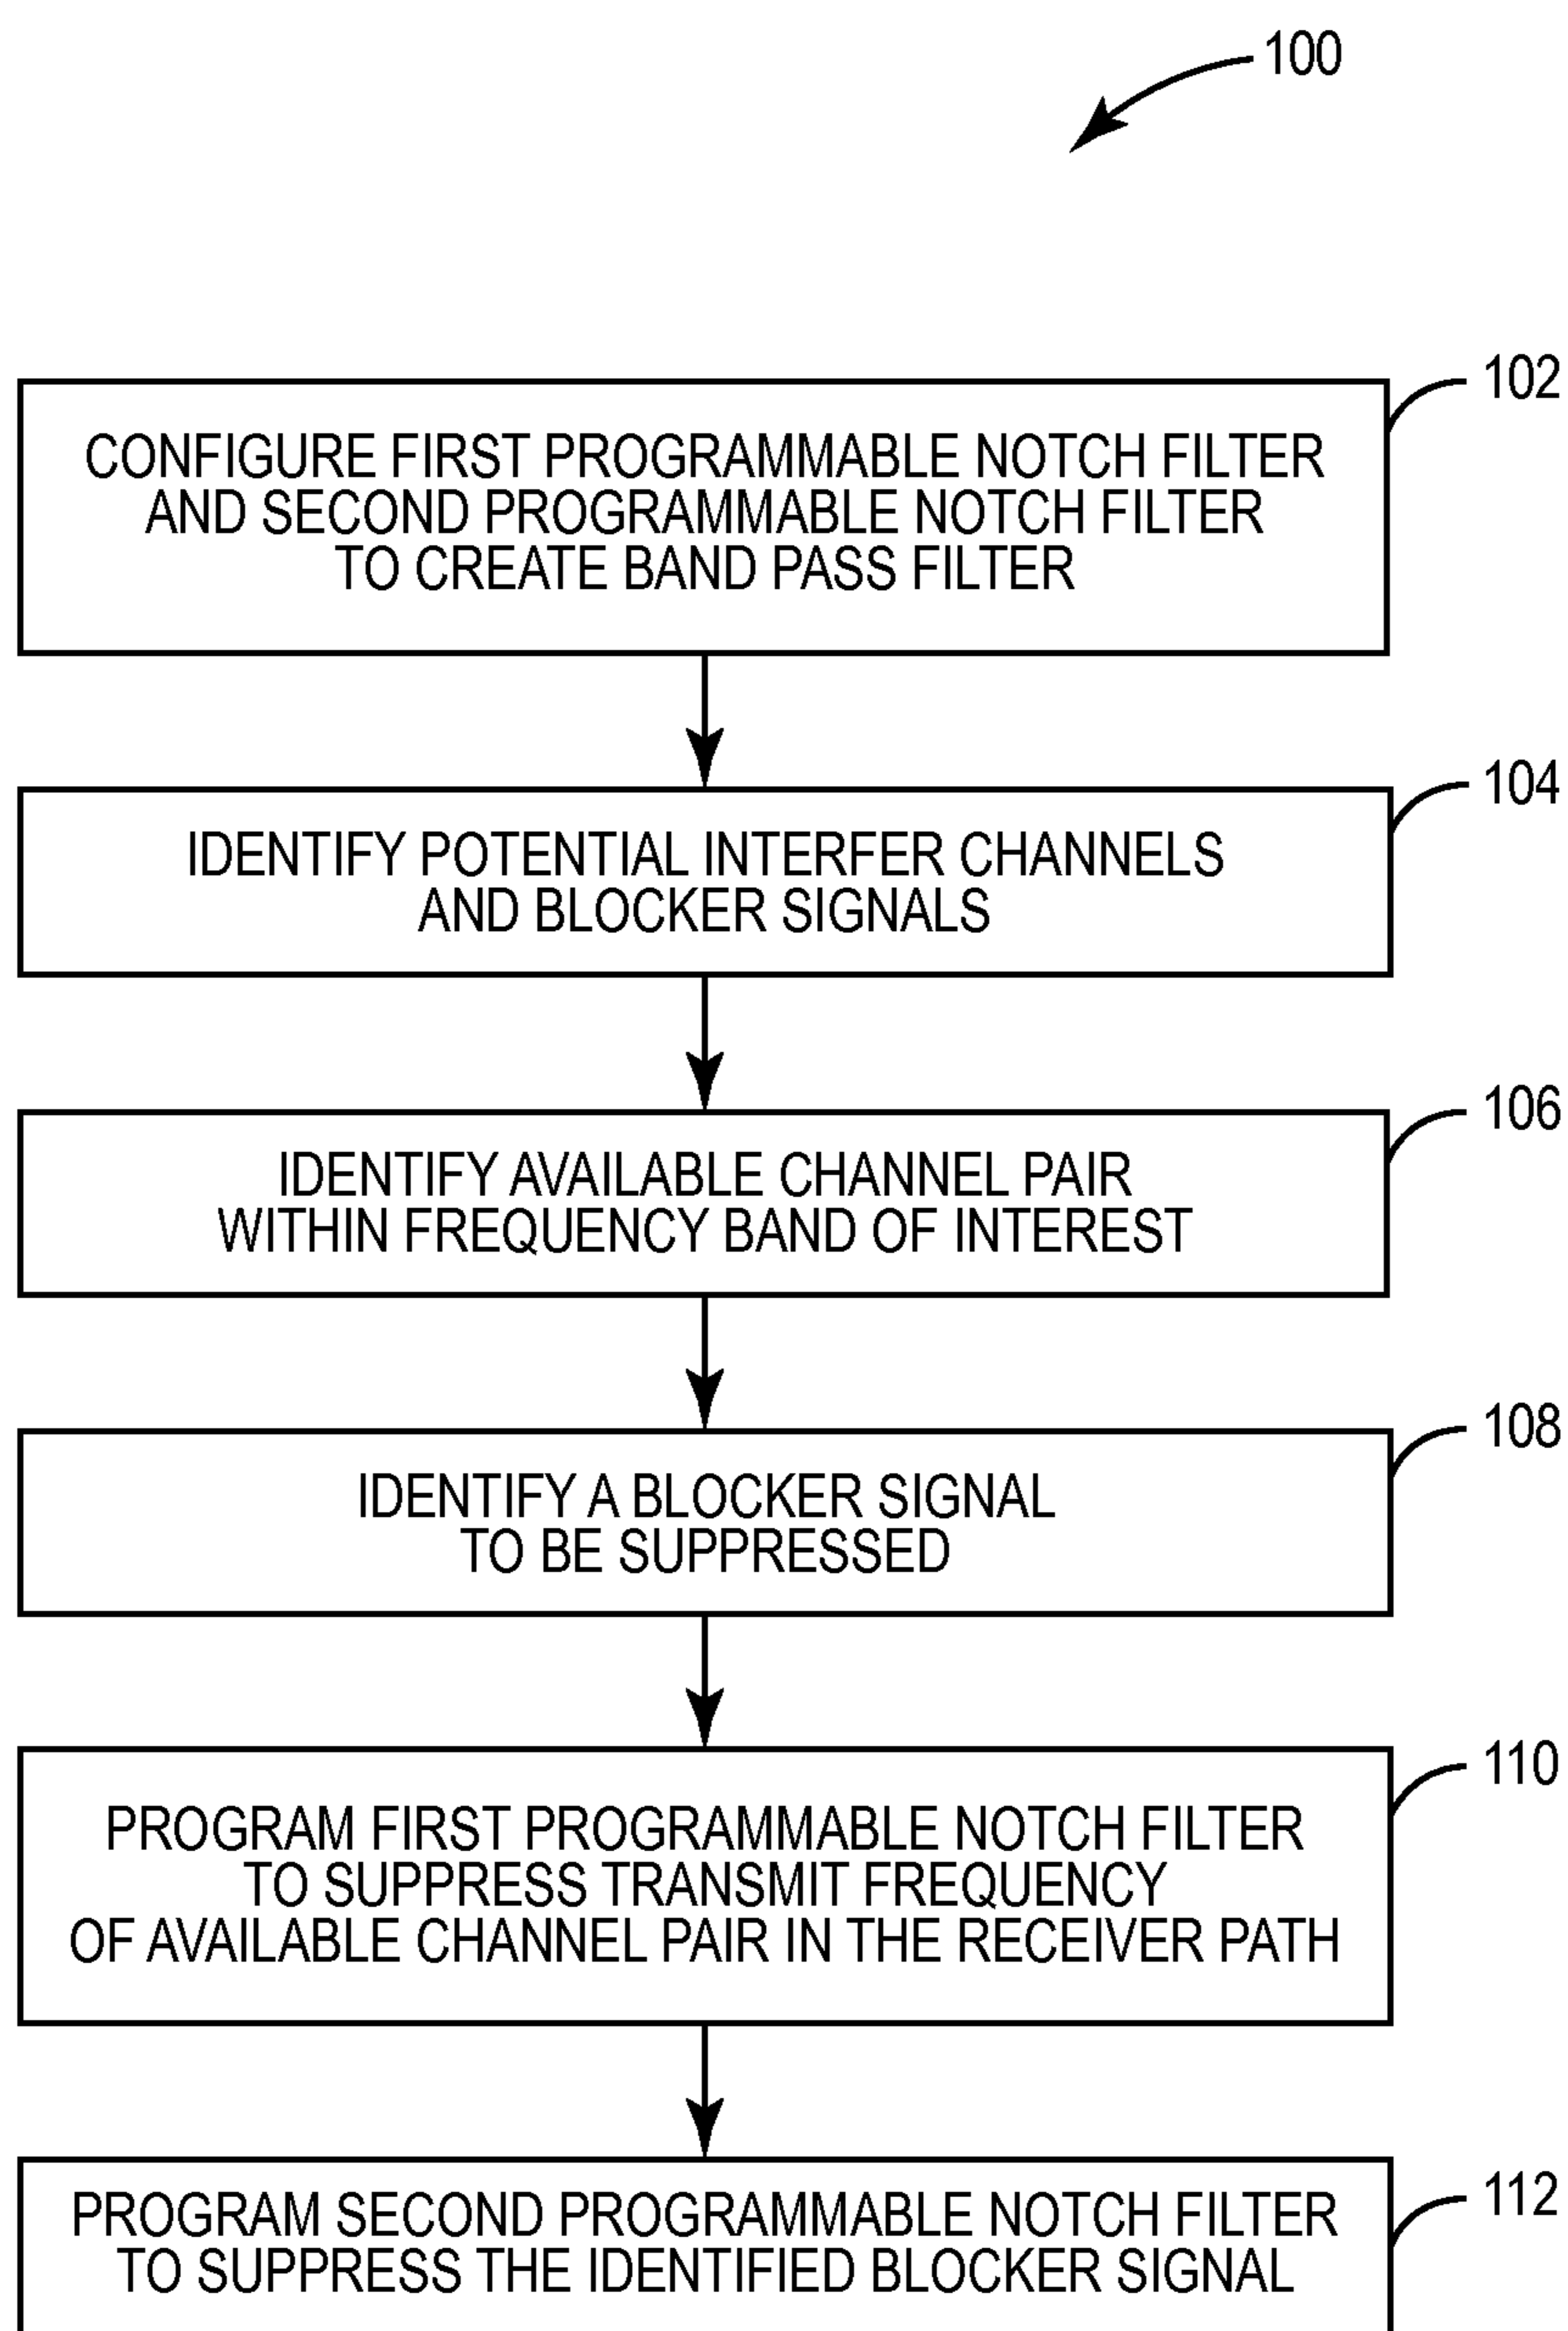 100
102
CONFIGURE FIRST PROGRAMMABLE NOTCH FILTER
AND SECOND PROGRAMMABLE NOTCH FILTER
TO CREATE BAND PASS FILTER
104
IDENTIFY POTENTIAL INTERFER CHANNELS
AND BLOCKER SIGNALS
106
IDENTIFY AVAILABLE CHANNEL PAIR
WITHIN FREQUENCY BAND OF INTEREST
108
IDENTIFY A BLOCKER SIGNAL
TO BE SUPPRESSED
110
PROGRAM FIRST PROGRAMMABLE NOTCH FILTER
TO SUPPRESS TRANSMIT FREQUENCY
OF AVAILABLE CHANNEL PAIR IN THE RECEIVER PATH
112
PROGRAM SECOND PROGRAMMABLE NOTCH FILTER
TO SUPPRESS THE IDENTIFIED BLOCKER SIGNAL